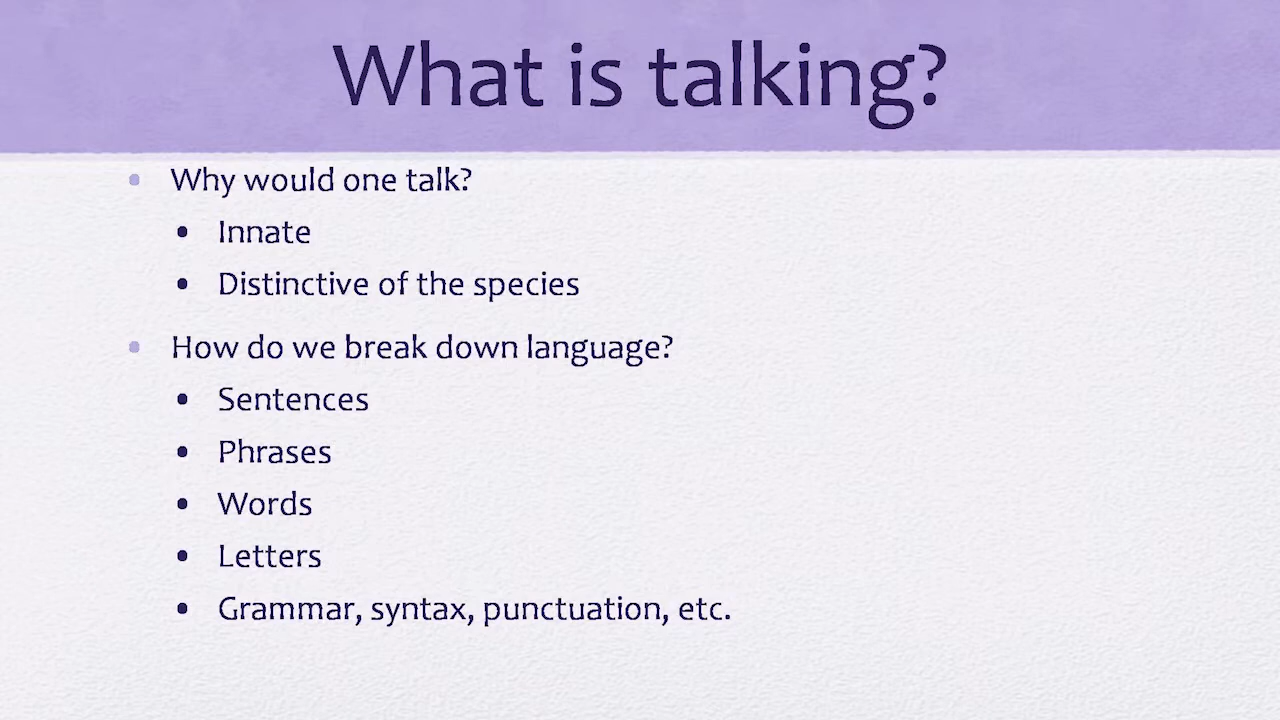 What is talking?
• Why would one talk?
• Innate
• Distinctive of the species
• How do we break down language?
• Sentences
• Phrases
• Words
• Letters
• Grammar, syntax, punctuation, etc.